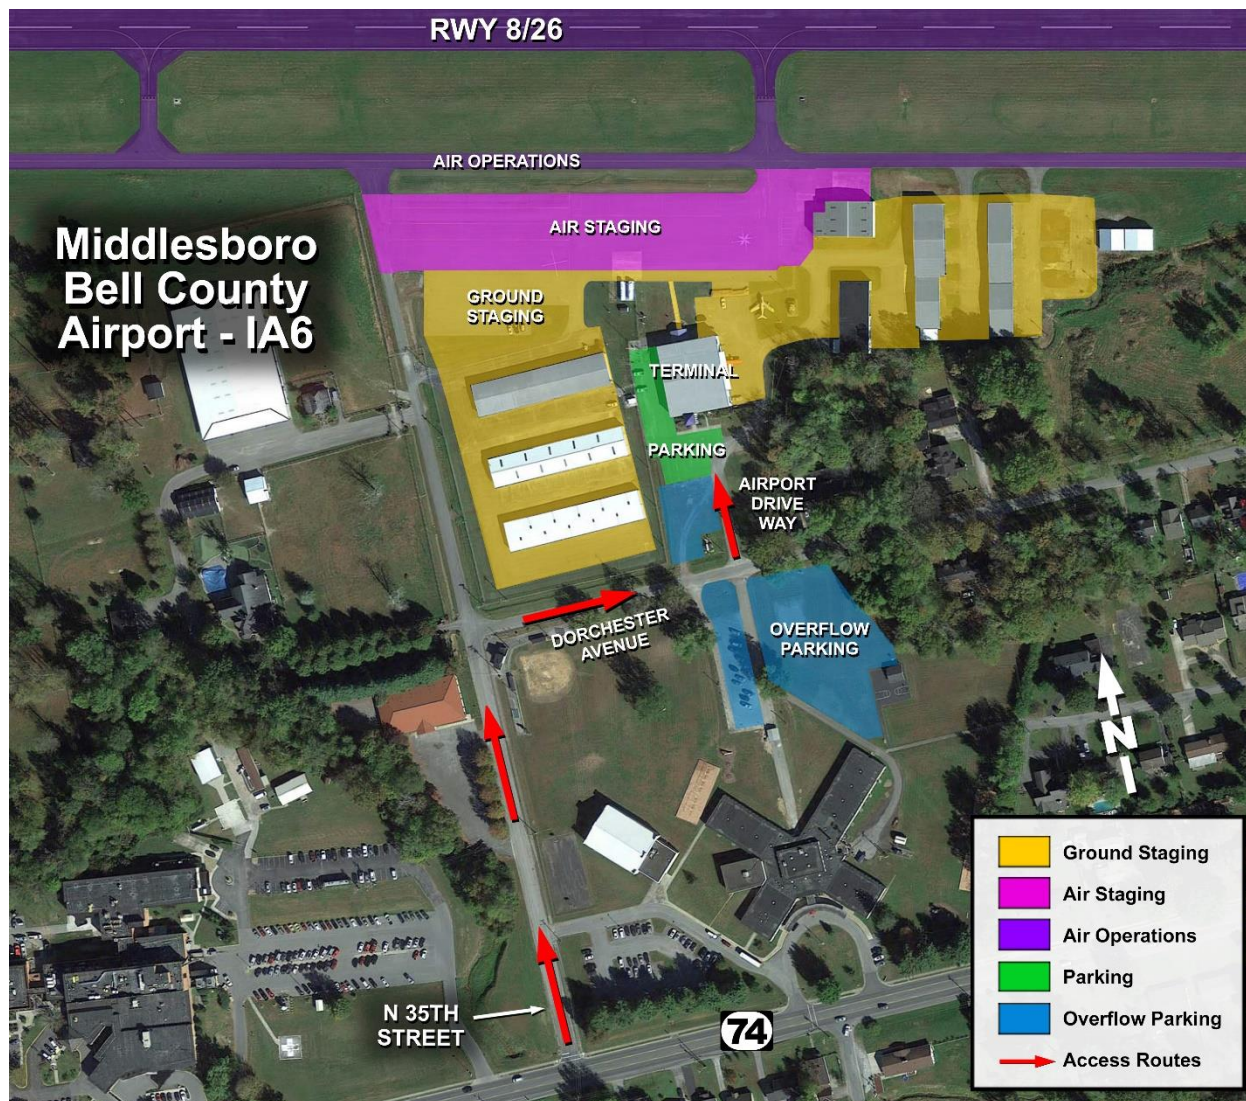 RWY 8/26
AIR OPERATIONS
AIR STAGING
Middlesboro
Bell County
Airport - IA6
GROUND
STAGING
TERMINAL
PARKING
AIRPORT
DRIVE
WAY
DORCHESTER
AVENUE
OVERFLOW
PARKING
N
N 35TH
STREET
74
Ground Staging
Air Staging
Air Operations
Parking
Overflow Parking
Access Routes